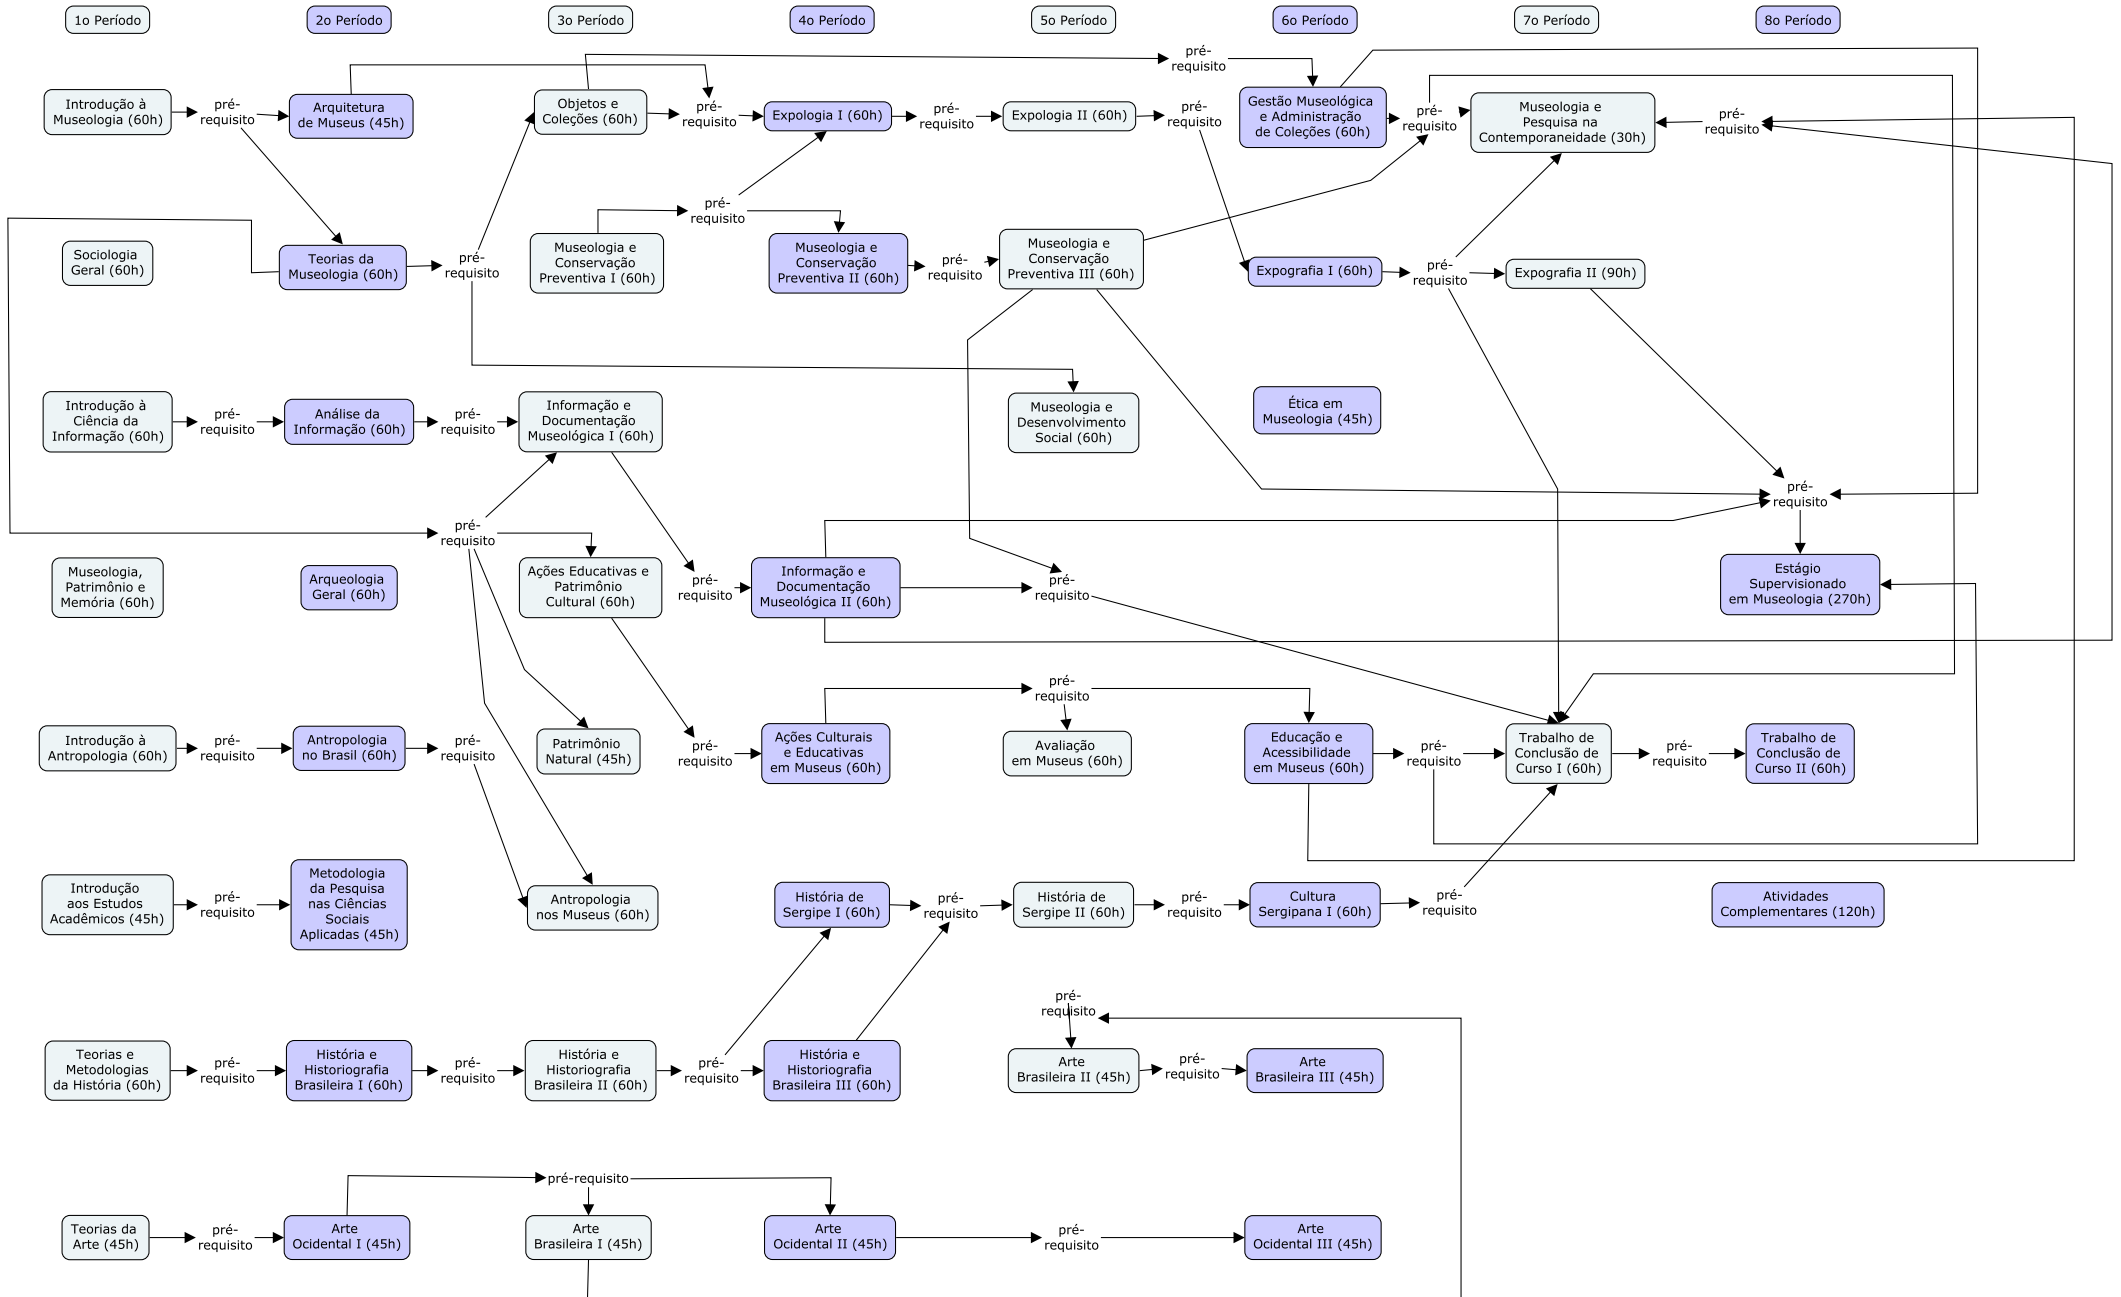 1o Período
2o Período
3o Período
4o Período
5o Período
6o Período
7o Período
8o Período
pré-
requisito
Introdução à
Museologia (60h)
pré-
requisito
Arquitetura
de Museus (45h)
Objetos e
Coleções (60h)
pré-
requisito
Expologia I (60h)
pré-
requisito
Expologia II (60h)
pré-
requisito
Gestão Museológica
e Administração
de Coleções (60h)
pré-
requisito
Museologia e
Pesquisa na
Contemporaneidade (30h)
pré-
requisito
pré-
requisito
Sociologia
Geral (60h)
Teorias da
Museologia (60h)
pré-
requisito
Museologia e
Conservação
Preventiva I (60h)
Museologia e
Conservação
Preventiva II (60h)
pré-
requisito
Museologia e
Conservação
Preventiva III (60h)
Expografia I (60h)
pré-
requisito
Expografia II (90h)
Introdução à
Ciência da
Informação (60h)
pré-
requisito
Análise da
Informação (60h)
pré-
requisito
Informação e
Documentação
Museológica I (60h)
Museologia e
Desenvolvimento
Social (60h)
Ética em
Museologia (45h)
pré-
requisito
pré-
requisito
Museologia,
Patrimônio e
Memória (60h)
Arqueologia
Geral (60h)
Ações Educativas e
Patrimônio
Cultural (60h)
pré-
requisito
Informação e
Documentação
Museológica II (60h)
pré-
requisito
Estágio
Supervisionado
em Museologia (270h)
pré-
requisito
Introdução à
Antropologia (60h)
pré-
requisito
Antropologia
no Brasil (60h)
pré-
requisito
Patrimônio
Natural (45h)
pré-
requisito
Ações Culturais
e Educativas
em Museus (60h)
Avaliação
em Museus (60h)
Educação e
Acessibilidade
em Museus (60h)
pré-
requisito
Trabalho de
Conclusão de
Curso I (60h)
pré-
requisito
Trabalho de
Conclusão de
Curso II (60h)
Introdução
aos Estudos
Acadêmicos (45h)
pré-
requisito
Metodologia
da Pesquisa
nas Ciências
Sociais
Aplicadas (45h)
Antropologia
nos Museus (60h)
História de
Sergipe I (60h)
pré-
requisito
História de
Sergipe II (60h)
pré-
requisito
Cultura
Sergipana I (60h)
pré-
requisito
Atividades
Complementares (120h)
pré-
requisito
Teorias e
Metodologias
da História (60h)
pré-
requisito
História e
Historiografia
Brasileira I (60h)
pré-
requisito
História e
Historiografia
Brasileira II (60h)
pré-
requisito
História e
Historiografia
Brasileira III (60h)
Arte
Brasileira II (45h)
pré-
requisito
Arte
Brasileira III (45h)
pré-requisito
Teorias da
Arte (45h)
pré-
requisito
Arte
Ocidental I (45h)
Arte
Brasileira I (45h)
Arte
Ocidental II (45h)
pré-
requisito
Arte
Ocidental III (45h)